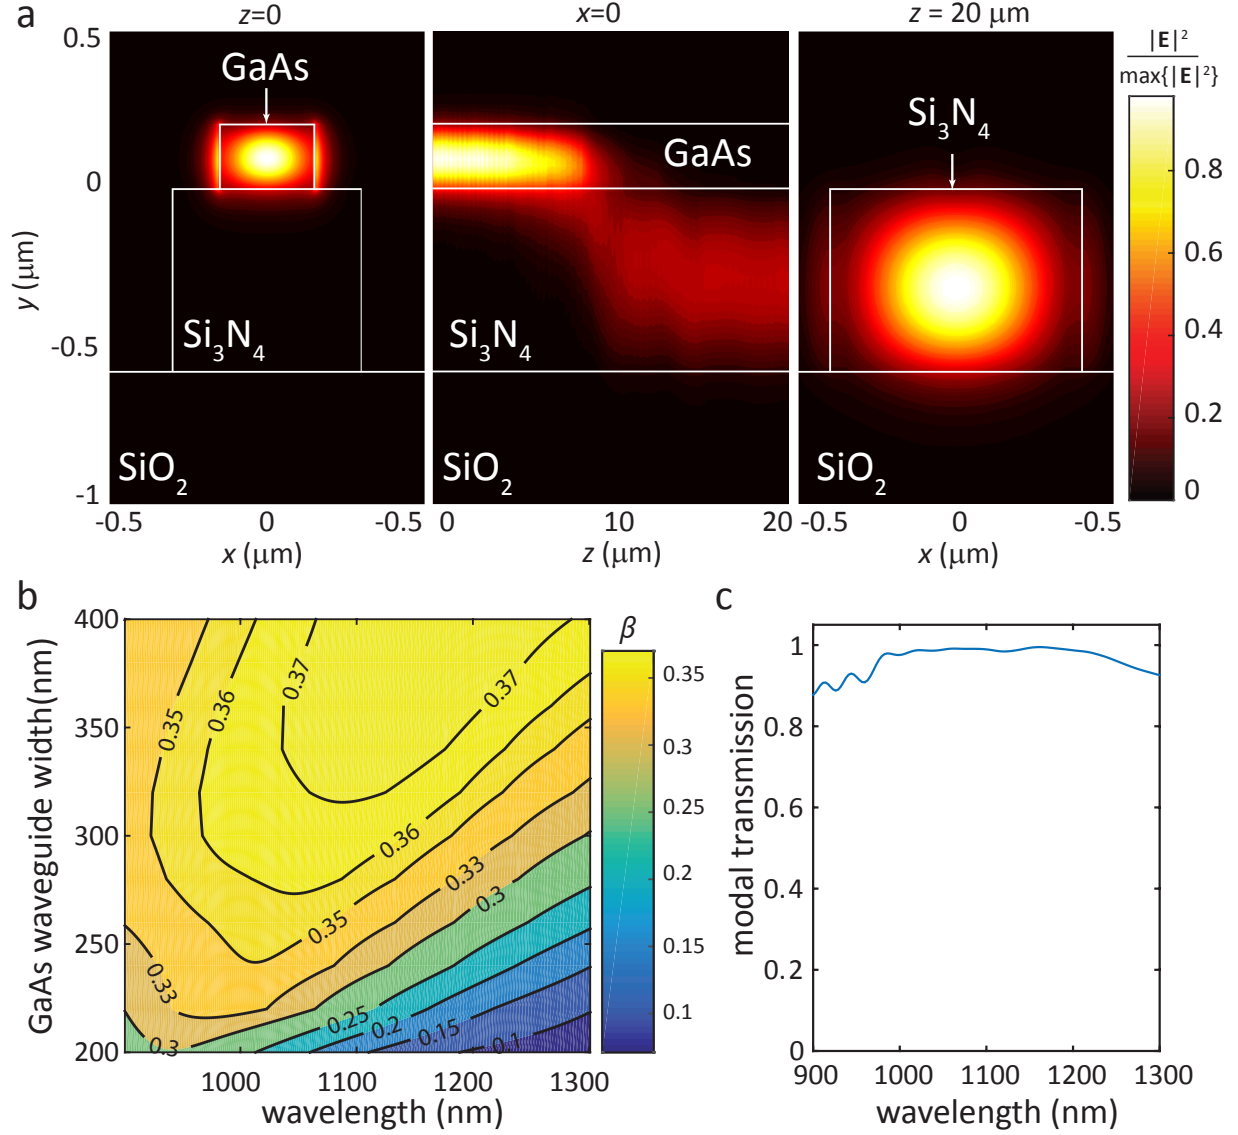 a
z=0
x=0
z = 20 μm
0.5
0
-0.5
-1
y (μm)
GaAs
Si3N4
SiO2
-0.5 0 -0.5
x (μm)
GaAs
Si3N4
SiO2
0 10 20
z (μm)
Si3N4
SiO2
-0.5 0 -0.5
x (μm)
|E|²
max{|E|²}
0.8
0.6
0.4
0.2
0
b
GaAs waveguide width(nm)
400
350
300
250
200
0.35
0.36
0.37
0.37
0.36
0.35
0.33
0.3
0.33
0.3
0.25
0.2
0.15
0.1
1000 1100 1200 1300
wavelength (nm)
β
0.35
0.3
0.25
0.2
0.15
0.1
c
modal transmission
1
0.8
0.6
0.4
0.2
0
900 1000 1100 1200 1300
wavelength (nm)